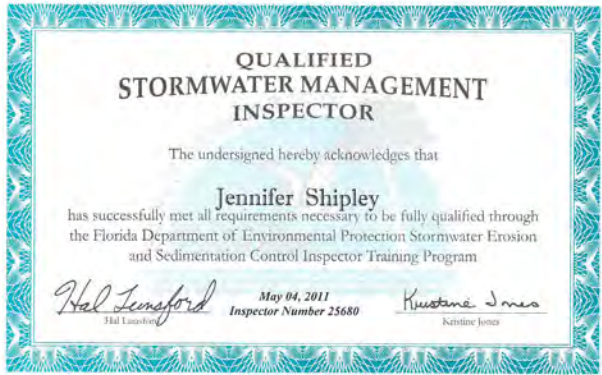 QUALIFIED
STORMWATER MANAGEMENT
INSPECTOR
The undersigned hereby acknowledges that
Jennifer Shipley
has successfully met all requirements necessary to be fully qualified through
the Florida Department of Environmental Protection Stormwater Erosion
and Sedimentation Control Inspector Training Program
Hal Lunsford
Hal Lunsford
May 04, 2011
Inspector Number 25680
Kristine Jones
Kristine Jones